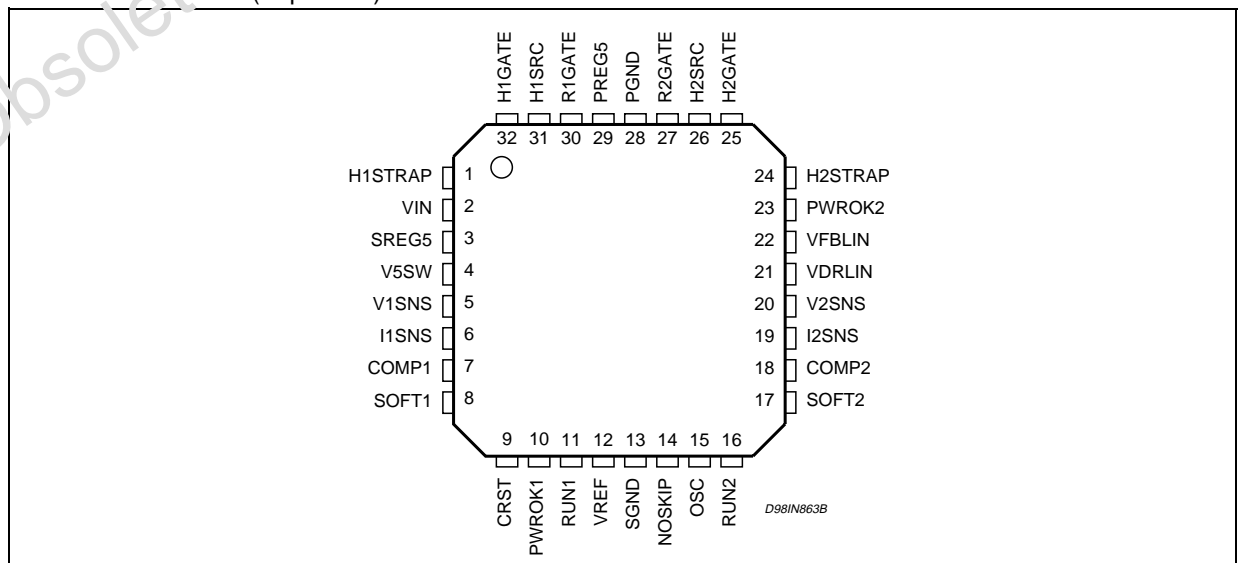 H1GATE
H1SRC
R1GATE
PREG5
PGND
R2GATE
H2SRC
H2GATE
32 31 30 29 28 27 26 25
H1STRAP 1
VIN 2
SREG5 3
V5SW 4
V1SNS 5
I1SNS 6
COMP1 7
SOFT1 8
24 H2STRAP
23 PWROK2
22 VFBLIN
21 VDRLIN
20 V2SNS
19 I2SNS
18 COMP2
17 SOFT2
9 10 11 12 13 14 15 16
CRST
PWROK1
RUN1
VREF
SGND
NOSKIP
OSC
RUN2
D98IN863B